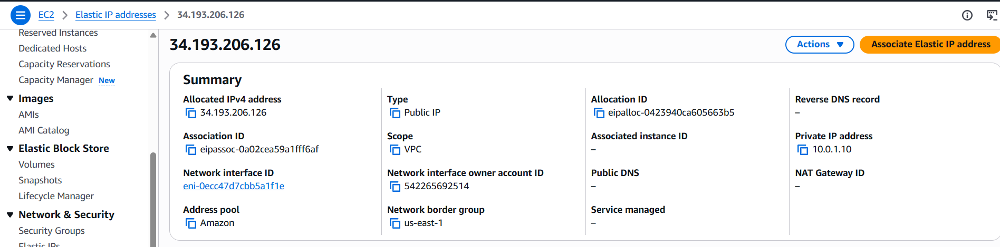 EC2 > Elastic IP addresses > 34.193.206.126
Reserved Instances
Dedicated Hosts
Capacity Reservations
Capacity Manager New
Images
AMIs
AMI Catalog
Elastic Block Store
Volumes
Snapshots
Lifecycle Manager
Network & Security
Security Groups
Elastic IPs
34.193.206.126
Actions
Associate Elastic IP address
Summary
Allocated IPv4 address
34.193.206.126
Type
Public IP
Allocation ID
eipalloc-0423940ca605663b5
Reverse DNS record
–
Association ID
eipassoc-0a02cea59a1fff6af
Scope
VPC
Associated instance ID
–
Private IP address
10.0.1.10
Network interface ID
eni-0ecc47d7cbb5a1f1e
Network interface owner account ID
542265692514
Public DNS
–
NAT Gateway ID
–
Address pool
Amazon
Network border group
us-east-1
Service managed
–